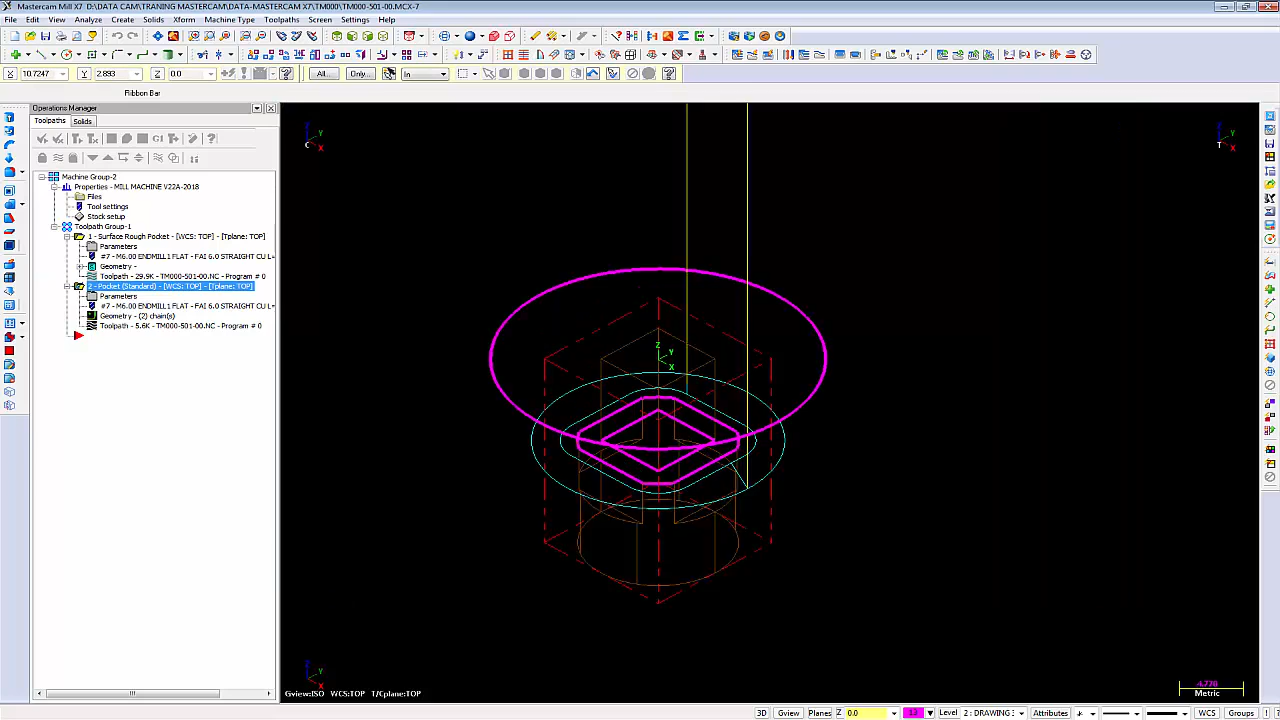 Mastercam Mill X7 D:\DATA CAM\TRANING MASTERCAM\DATA-MASTERCAM X7\TM000\TM000-501-00.MCX-7
File Edit View Analyze Create Solids Xform Machine Type Toolpaths Screen Settings Help
X 10.7247 Y 2.893 Z 0.0 All... Only... In
Ribbon Bar
Operations Manager
Toolpaths Solids
G1
Machine Group-2
Properties - MILL MACHINE V22A-2018
Files
Tool settings
Stock setup
Toolpath Group-1
1 - Surface Rough Pocket - [WCS: TOP] - [Tplane: TOP]
Parameters
#7 - M6.00 ENDMILL1 FLAT - FAI 6.0 STRAIGHT CU L=
Geometry -
Toolpath - 29.9K - TM000-501-00.NC - Program # 0
2 - Pocket (Standard) - [WCS: TOP] - [Tplane: TOP]
Parameters
#7 - M6.00 ENDMILL1 FLAT - FAI 6.0 STRAIGHT CU L=
Geometry - (2) chain(s)
Toolpath - 5.6K - TM000-501-00.NC - Program # 0
Y
C X
Y
T X
Z
Y
X
Y
X
Gview:ISO WCS:TOP T/Cplane:TOP
4.770
Metric
3D Gview Planes Z 0.0 13 Level 2 : DRAWING Attributes WCS Groups